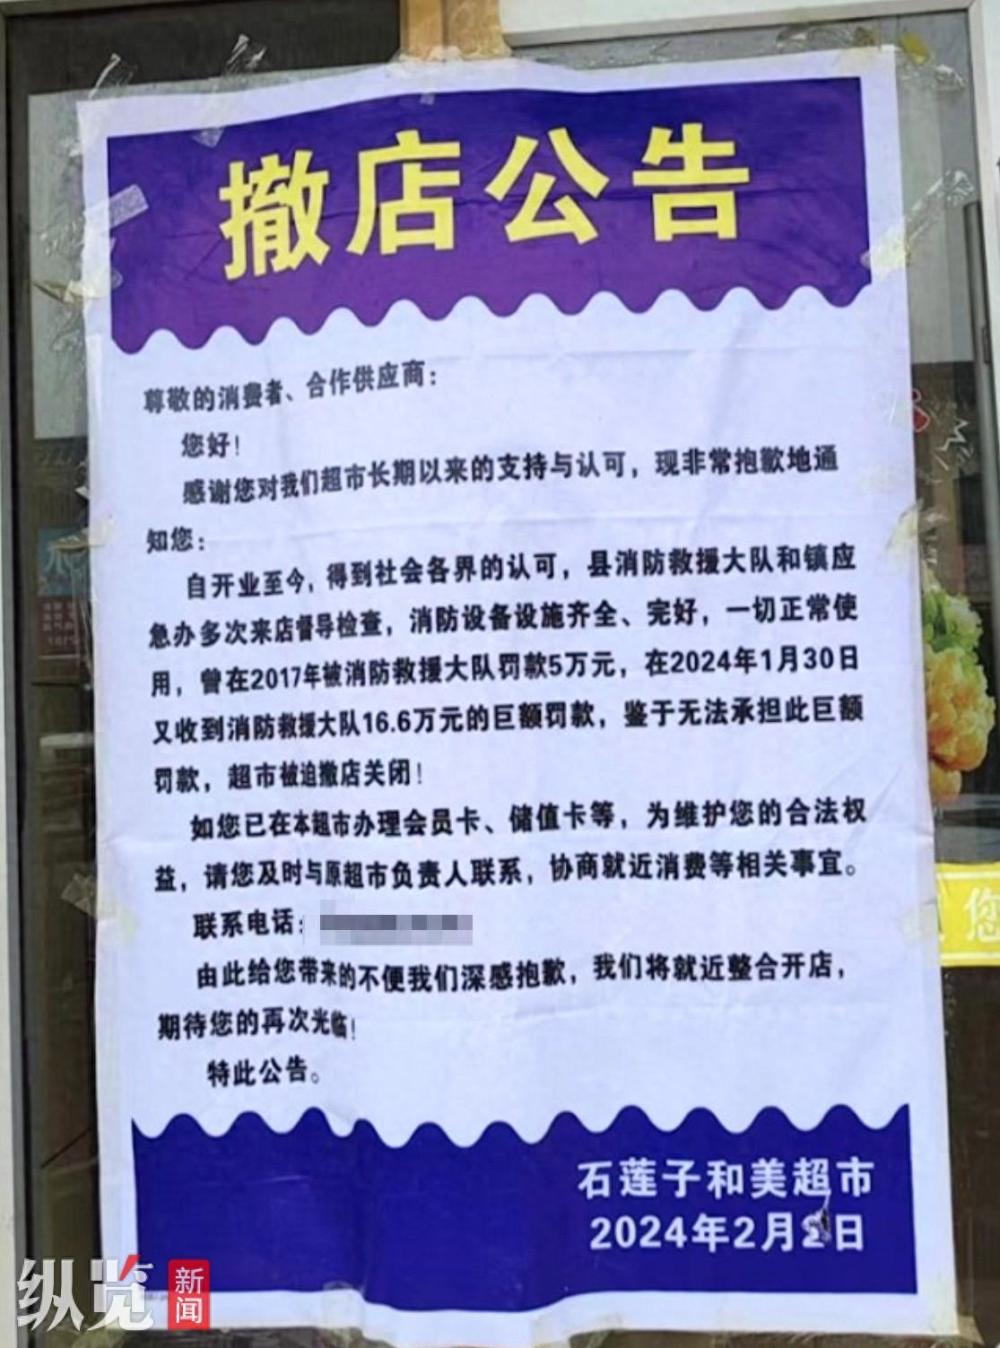 撤店公告
尊敬的消费者、合作供应商：
您好！
感谢您对我们超市长期以来的支持与认可，现非常抱歉地通
知您：
自开业至今，得到社会各界的认可，县消防救援大队和镇应
急办多次来店督导检查，消防设备设施齐全、完好，一切正常使
用，曾在2017年被消防救援大队罚款5万元，在2024年1月30日
又收到消防救援大队16.6万元的巨额罚款，鉴于无法承担此巨额
罚款，超市被迫撤店关闭！
如您已在本超市办理会员卡、储值卡等，为维护您的合法权
益，请您及时与原超市负责人联系，协商就近消费等相关事宜。
联系电话：
由此给您带来的不便我们深感抱歉，我们将就近整合开店，
期待您的再次光临！
特此公告。
石莲子和美超市
2024年2月 日
您
纵览新闻